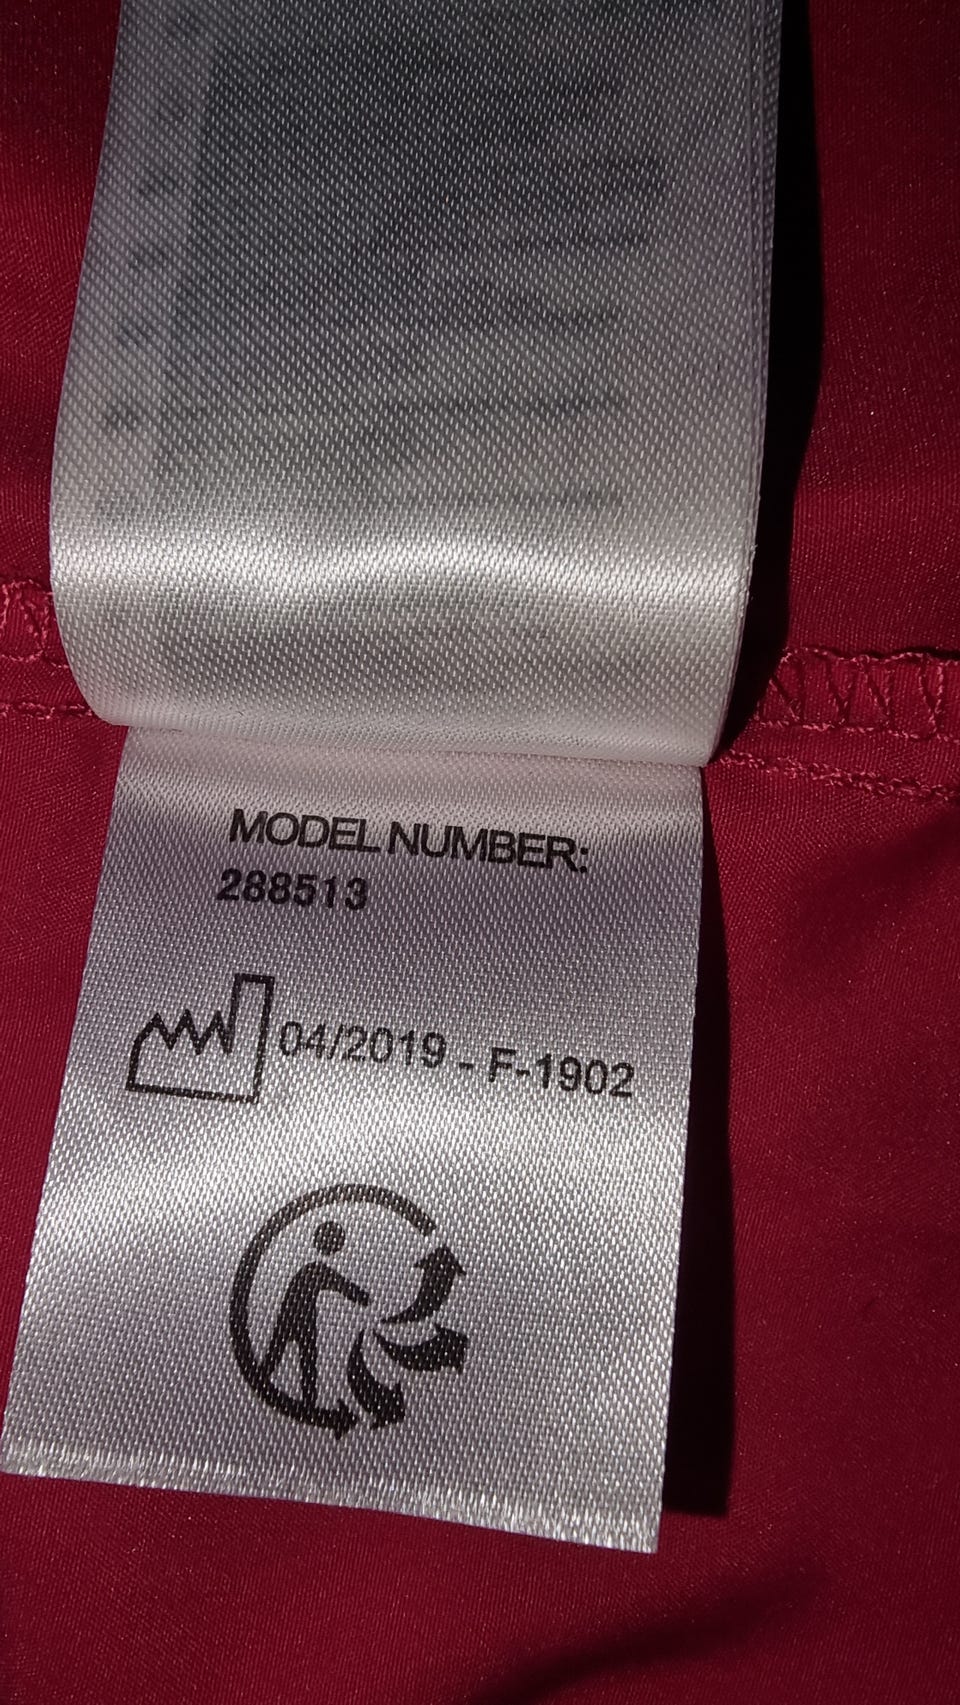 MODEL NUMBER:
288513
04/2019 - F-1902